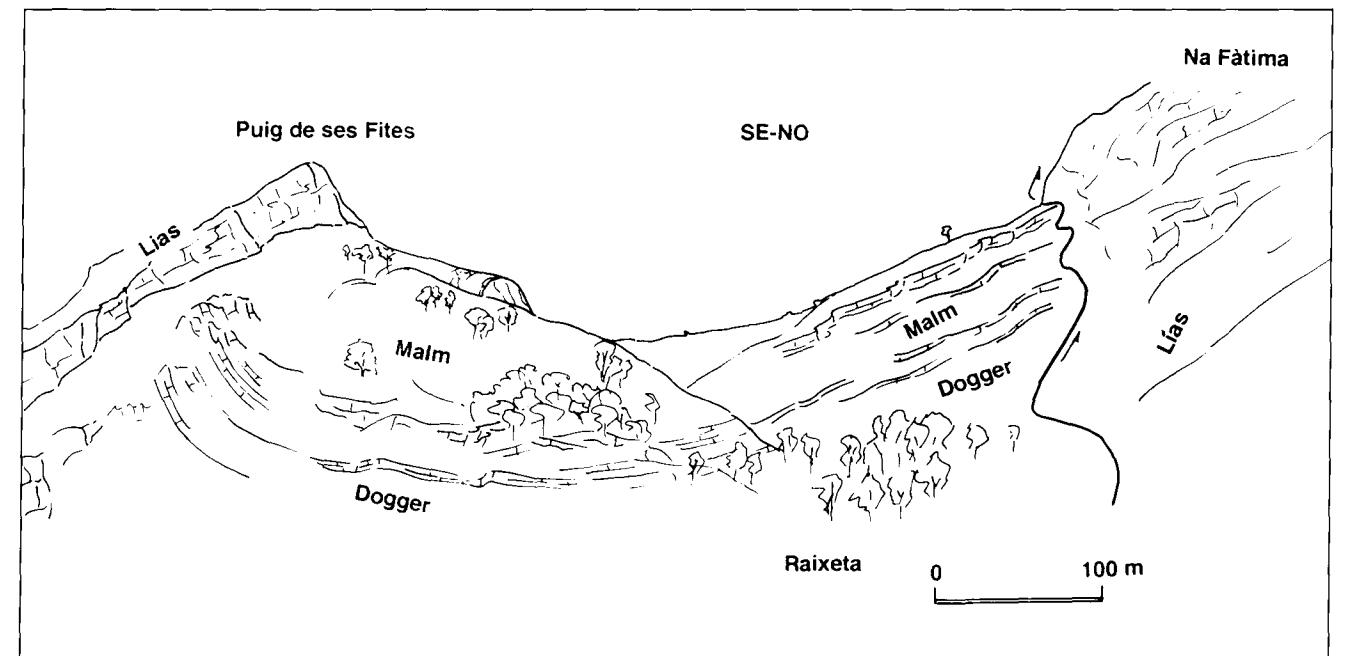 Na Fàtima
Puig de ses Fites
SE-NO
Lias
Malm
Malm
Lías
Dogger
Dogger
Raixeta
0 100 m